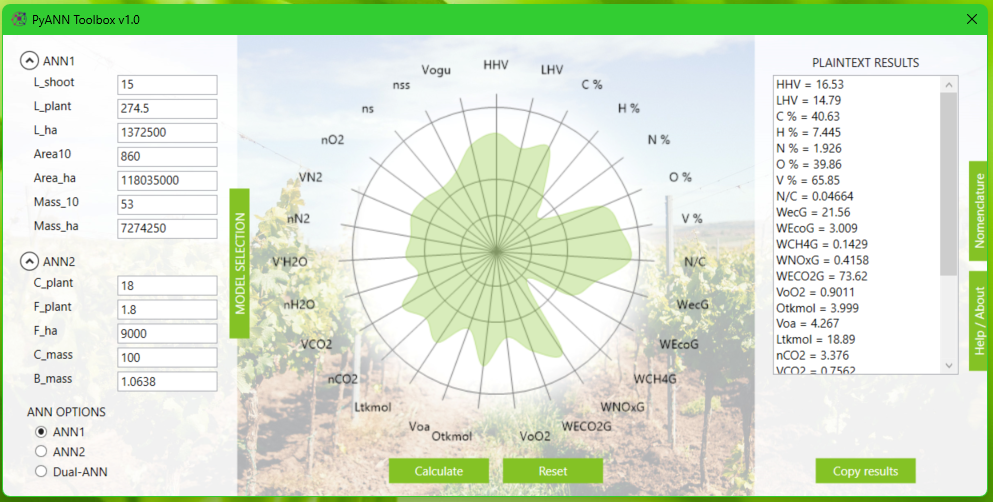 PyANN Toolbox v1.0
ANN1
L_shoot 15
L_plant 274.5
L_ha 1372500
Area10 860
Area_ha 118035000
Mass_10 53
Mass_ha 7274250
ANN2
C_plant 18
F_plant 1.8
F_ha 9000
C_mass 100
B_mass 1.0638
ANN OPTIONS
ANN1
ANN2
Dual-ANN
MODEL SELECTION
HHV
LHV
C %
H %
N %
O %
V %
N/C
WecG
WEcoG
WCH4G
WNOxG
WECO2G
VoO2
Otkmol
Voa
Ltkmol
nCO2
VCO2
nH2O
V'H2O
nN2
VN2
nO2
ns
nss
Vogu
Calculate
Reset
PLAINTEXT RESULTS
HHV = 16.53
LHV = 14.79
C % = 40.63
H % = 7.445
N % = 1.926
O % = 39.86
V % = 65.85
N/C = 0.04664
WecG = 21.56
WEcoG = 3.009
WCH4G = 0.1429
WNOxG = 0.4158
WECO2G = 73.62
VoO2 = 0.9011
Otkmol = 3.999
Voa = 4.267
Ltkmol = 18.89
nCO2 = 3.376
VCO2 = 0.7562
Copy results
Nomenclature
Help / About